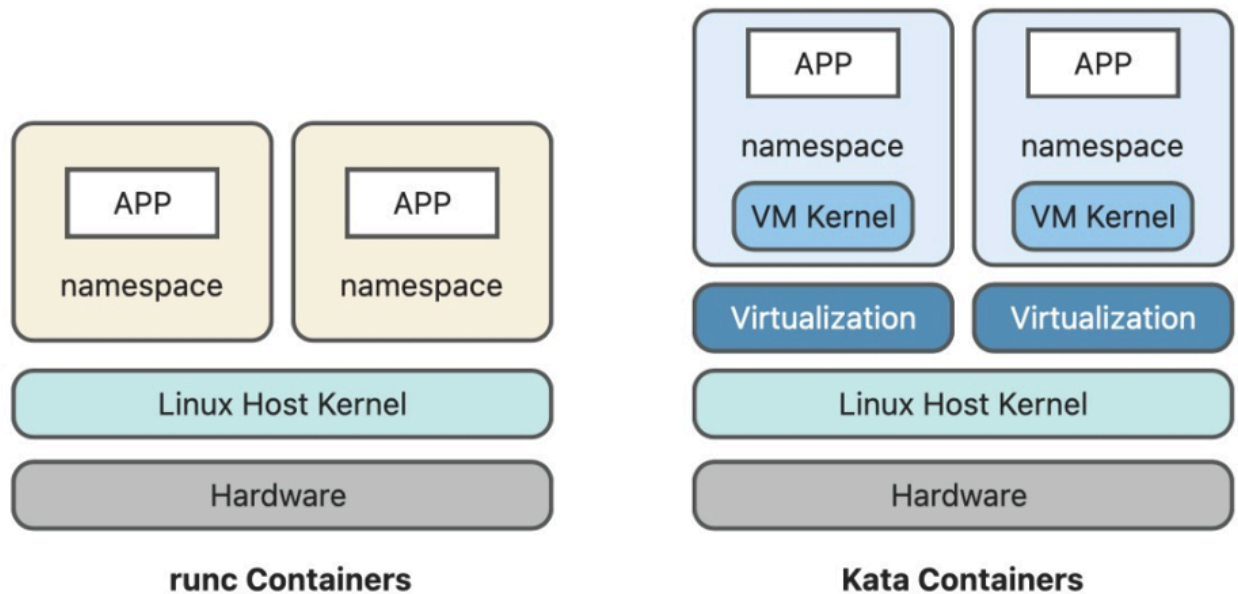 APP
namespace
APP
namespace
Linux Host Kernel
Hardware
runc Containers
APP
namespace
VM Kernel
APP
namespace
VM Kernel
Virtualization
Virtualization
Linux Host Kernel
Hardware
Kata Containers